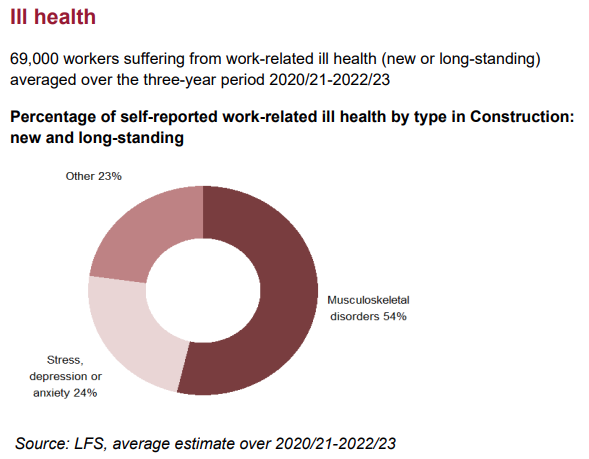 Ill health
69,000 workers suffering from work-related ill health (new or long-standing)
averaged over the three-year period 2020/21-2022/23
Percentage of self-reported work-related ill health by type in Construction:
new and long-standing
Other 23%
Musculoskeletal
disorders 54%
Stress,
depression or
anxiety 24%
Source: LFS, average estimate over 2020/21-2022/23